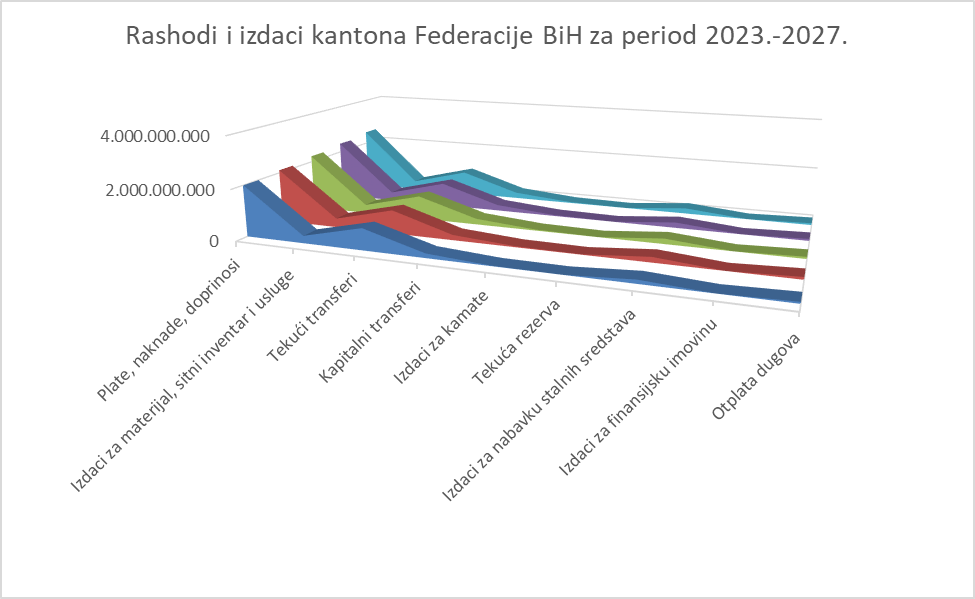 Rashodi i izdaci kantona Federacije BiH za period 2023.-2027.
4.000.000.000
2.000.000.000
0
Plate, naknade, doprinosi
Izdaci za materijal, sitni inventar i usluge
Tekući transferi
Kapitalni transferi
Izdaci za kamate
Tekuća rezerva
Izdaci za nabavku stalnih sredstava
Izdaci za finansijsku imovinu
Otplata dugova